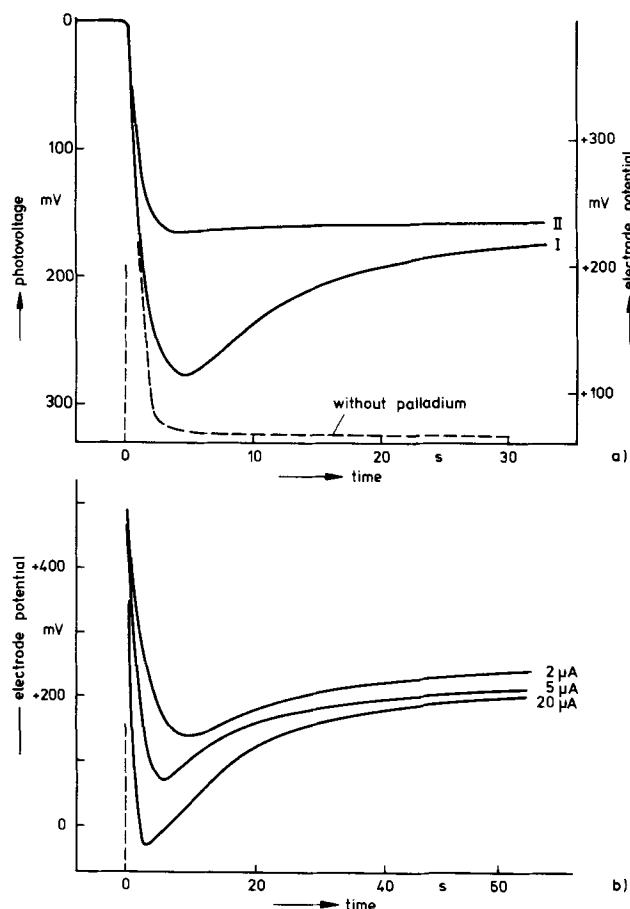 0
100
mV
200
300
photovoltage
+300
mV
+200
+100
electrode potential
II
I
without palladium
0
10
20
s
30
time
a)
+400
mV
+200
0
electrode potential
2 µA
5 µA
20 µA
0
20
40
s
60
time
b)